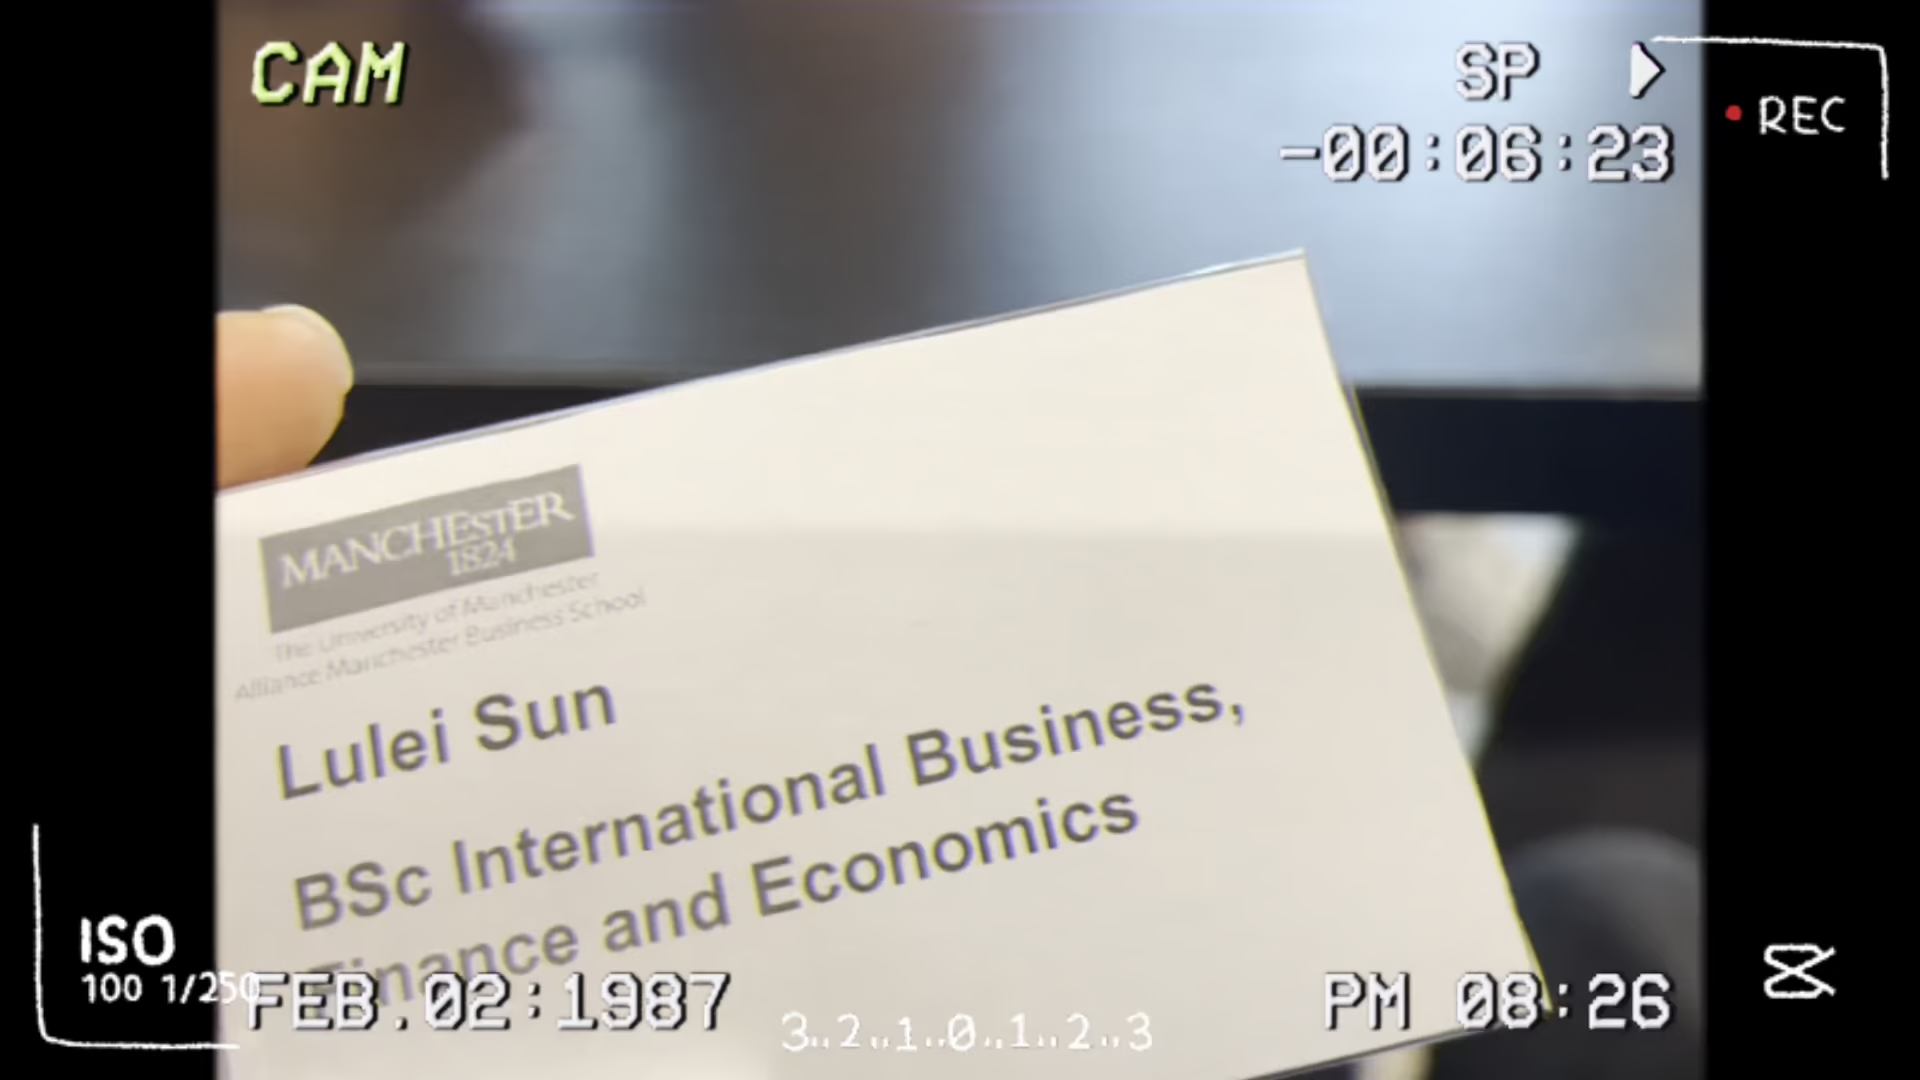 CAM
SP
-00:06:23
REC
MANCHESTER
1824
The University of Manchester
Alliance Manchester Business School
Lulei Sun
BSc International Business,
Finance and Economics
ISO
100 1/250
FEB.02:1987
PM 08:26
3..2..1..0..1..2..3